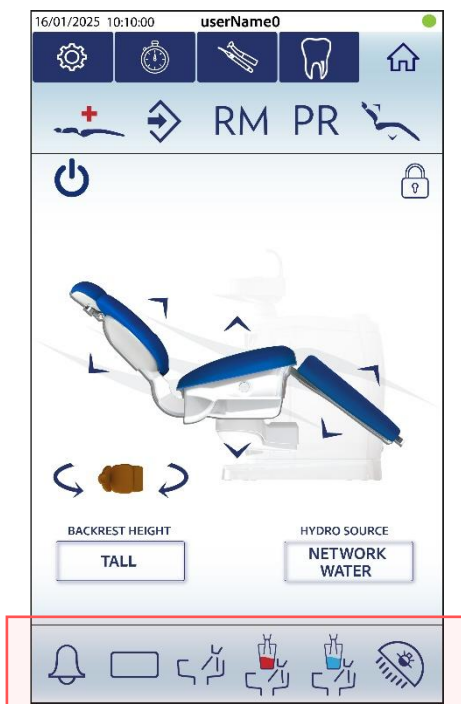 16/01/2025 10:10:00 userName0
RM PR
BACKREST HEIGHT HYDRO SOURCE
TALL
NETWORK
WATER